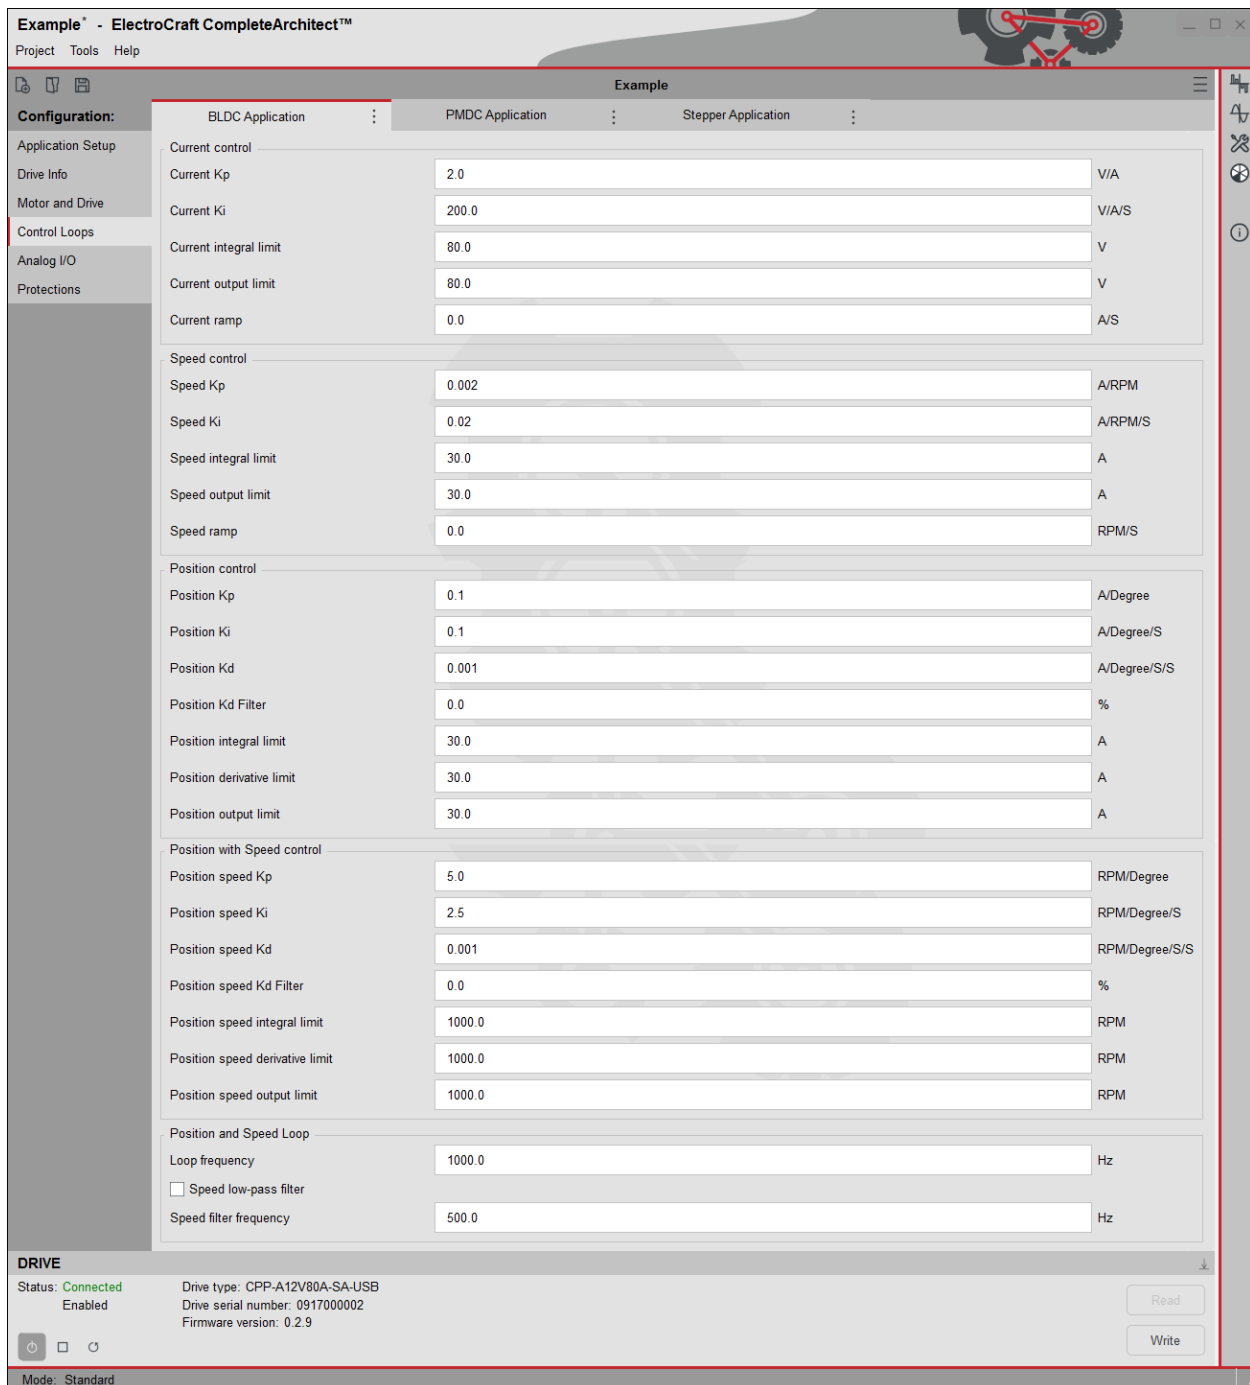 Example* - ElectroCraft CompleteArchitect™
Project Tools Help
Example
Configuration:
Application Setup
Drive Info
Motor and Drive
Control Loops
Analog I/O
Protections
BLDC Application
PMDC Application
Stepper Application
Current control
Current Kp 2.0 V/A
Current Ki 200.0 V/A/S
Current integral limit 80.0 V
Current output limit 80.0 V
Current ramp 0.0 A/S
Speed control
Speed Kp 0.002 A/RPM
Speed Ki 0.02 A/RPM/S
Speed integral limit 30.0 A
Speed output limit 30.0 A
Speed ramp 0.0 RPM/S
Position control
Position Kp 0.1 A/Degree
Position Ki 0.1 A/Degree/S
Position Kd 0.001 A/Degree/S/S
Position Kd Filter 0.0 %
Position integral limit 30.0 A
Position derivative limit 30.0 A
Position output limit 30.0 A
Position with Speed control
Position speed Kp 5.0 RPM/Degree
Position speed Ki 2.5 RPM/Degree/S
Position speed Kd 0.001 RPM/Degree/S/S
Position speed Kd Filter 0.0 %
Position speed integral limit 1000.0 RPM
Position speed derivative limit 1000.0 RPM
Position speed output limit 1000.0 RPM
Position and Speed Loop
Loop frequency 1000.0 Hz
Speed low-pass filter
Speed filter frequency 500.0 Hz
DRIVE
Status: Connected
Enabled
Drive type: CPP-A12V80A-SA-USB
Drive serial number: 0917000002
Firmware version: 0.2.9
Read
Write
Mode: Standard